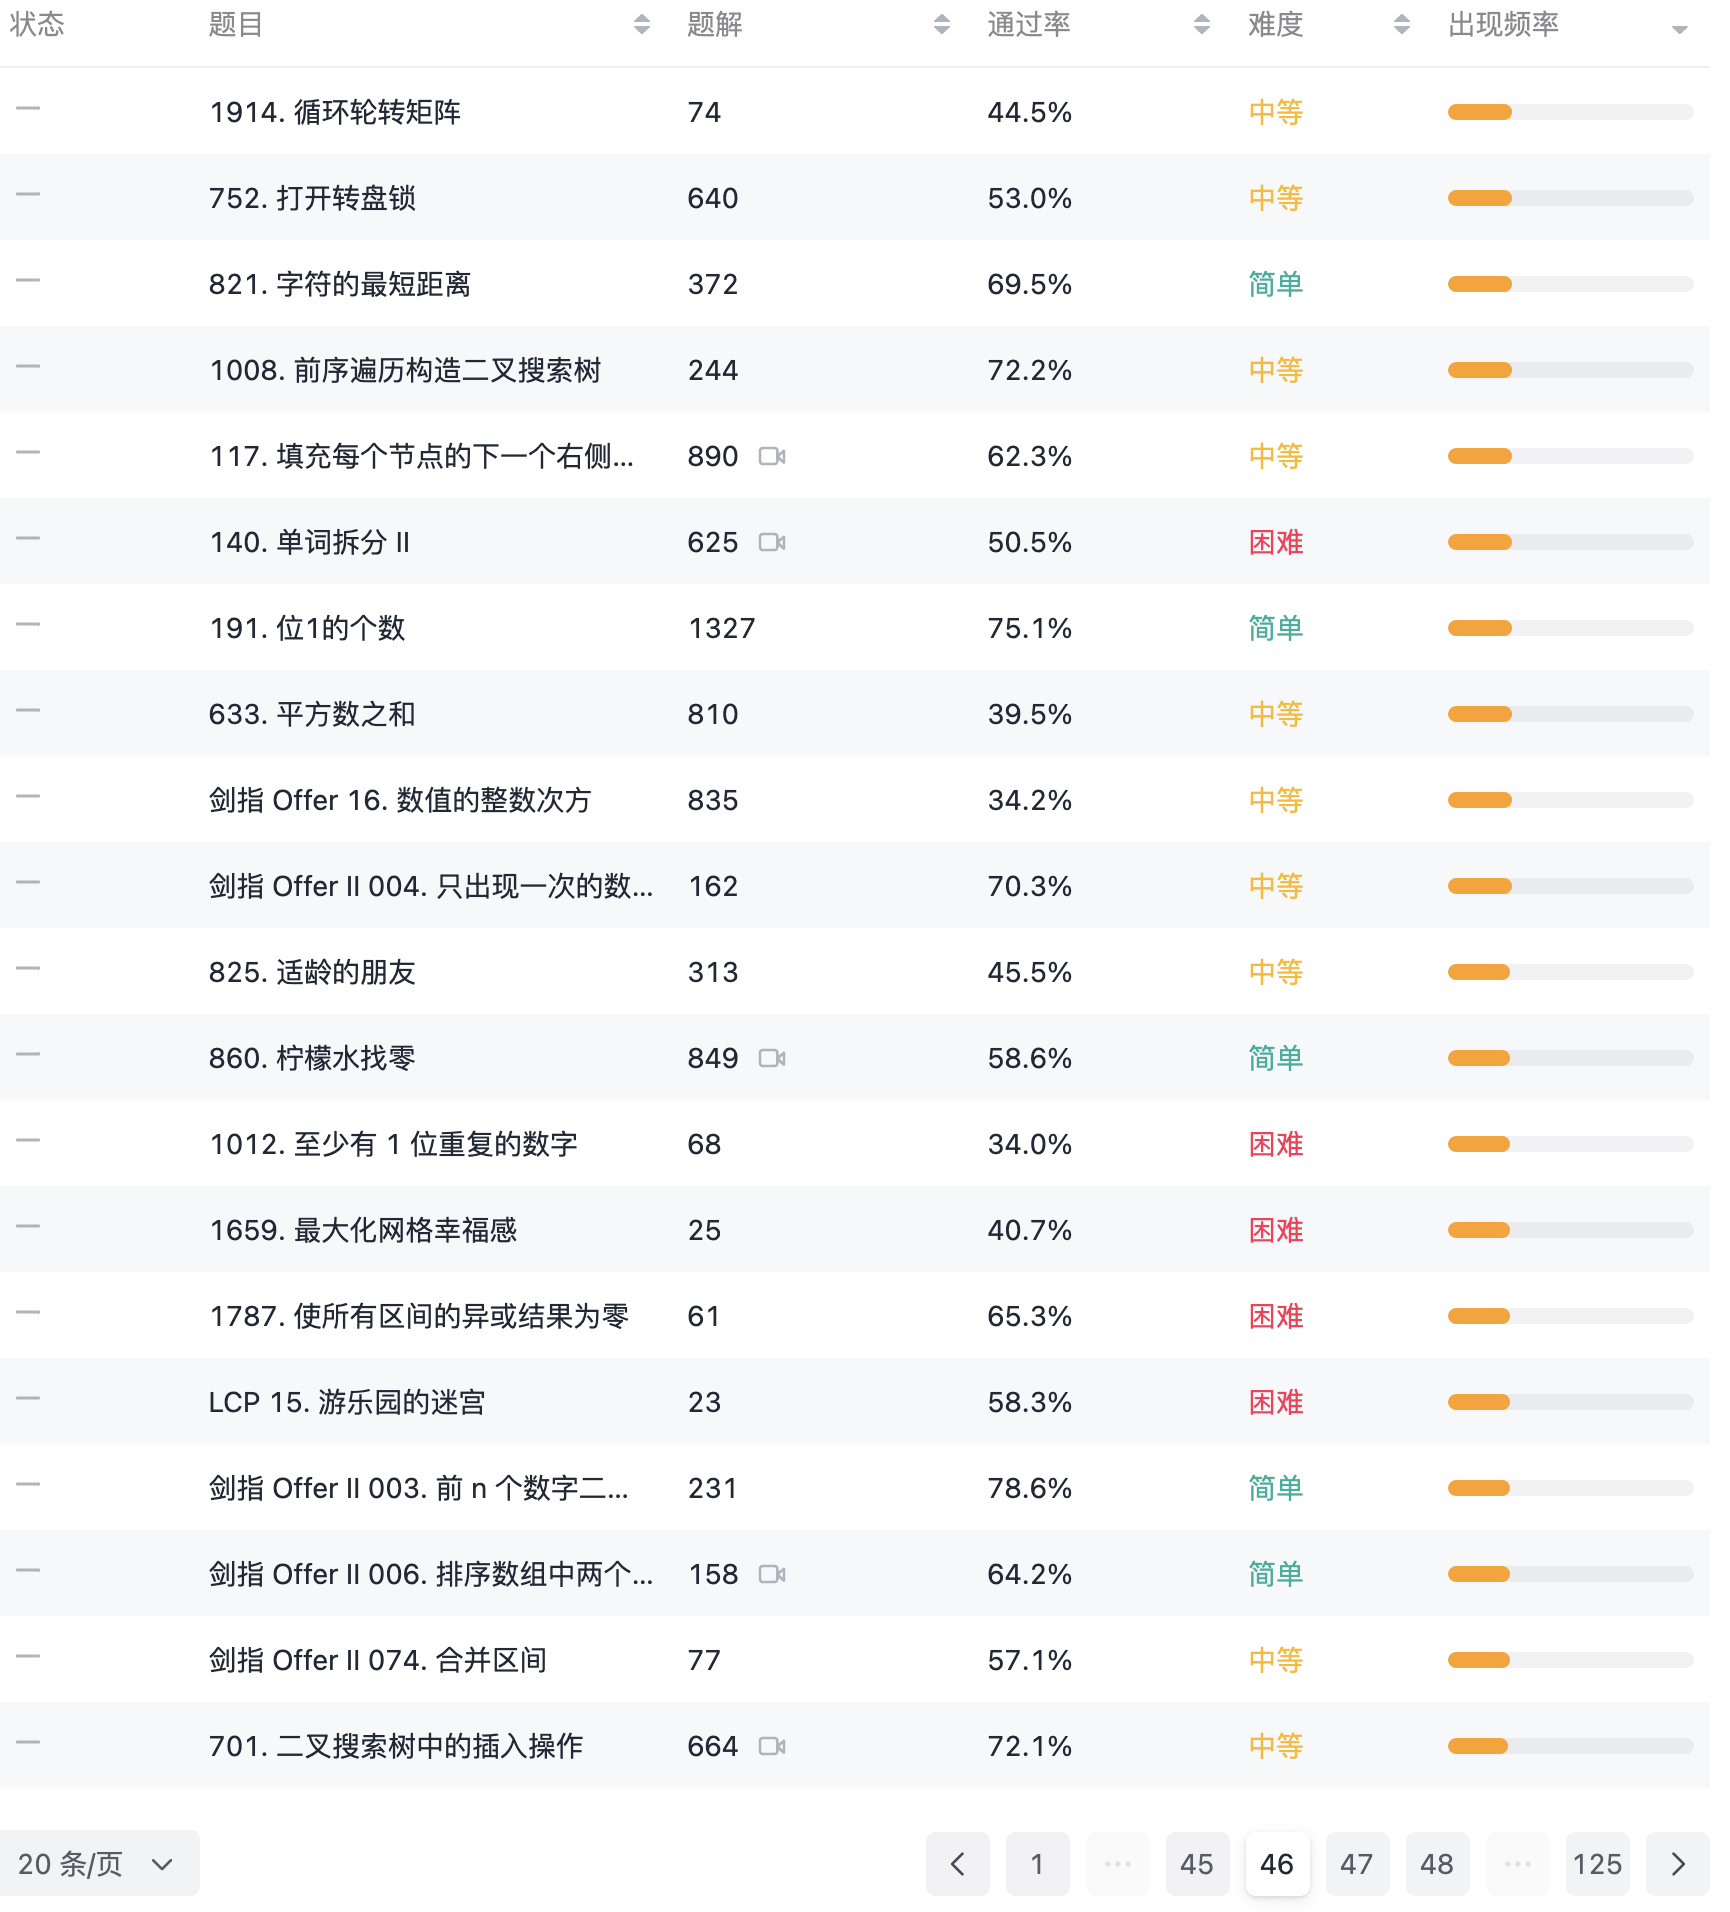 状态 题目 题解 通过率 难度 出现频率
1914. 循环轮转矩阵 74 44.5% 中等
752. 打开转盘锁 640 53.0% 中等
821. 字符的最短距离 372 69.5% 简单
1008. 前序遍历构造二叉搜索树 244 72.2% 中等
117. 填充每个节点的下一个右侧... 890 62.3% 中等
140. 单词拆分 II 625 50.5% 困难
191. 位1的个数 1327 75.1% 简单
633. 平方数之和 810 39.5% 中等
剑指 Offer 16. 数值的整数次方 835 34.2% 中等
剑指 Offer II 004. 只出现一次的数... 162 70.3% 中等
825. 适龄的朋友 313 45.5% 中等
860. 柠檬水找零 849 58.6% 简单
1012. 至少有 1 位重复的数字 68 34.0% 困难
1659. 最大化网格幸福感 25 40.7% 困难
1787. 使所有区间的异或结果为零 61 65.3% 困难
LCP 15. 游乐园的迷宫 23 58.3% 困难
剑指 Offer II 003. 前 n 个数字二... 231 78.6% 简单
剑指 Offer II 006. 排序数组中两个... 158 64.2% 简单
剑指 Offer II 074. 合并区间 77 57.1% 中等
701. 二叉搜索树中的插入操作 664 72.1% 中等
20 条/页 1 ... 45 46 47 48 ... 125